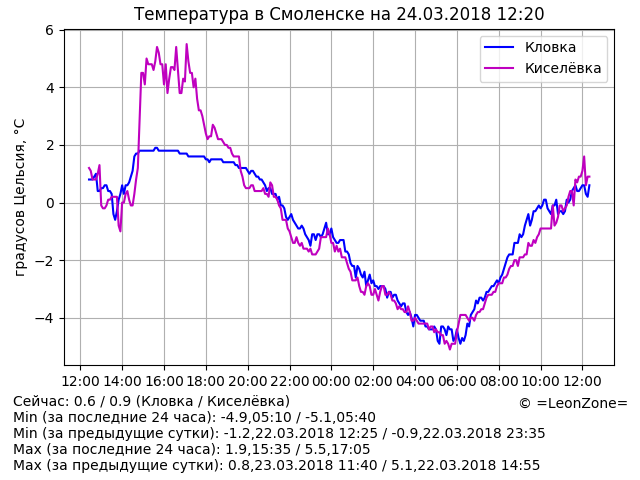 Температура в Смоленске на 24.03.2018 12:20
Кловка
Киселёвка
градусов Цельсия, °C
6
4
2
0
−2
−4
12:00 14:00 16:00 18:00 20:00 22:00 00:00 02:00 04:00 06:00 08:00 10:00 12:00
Сейчас: 0.6 / 0.9 (Кловка / Киселёвка)
© =LeonZone=
Min (за последние 24 часа): -4.9,05:10 / -5.1,05:40
Min (за предыдущие сутки): -1.2,22.03.2018 12:25 / -0.9,22.03.2018 23:35
Max (за последние 24 часа): 1.9,15:35 / 5.5,17:05
Max (за предыдущие сутки): 0.8,23.03.2018 11:40 / 5.1,22.03.2018 14:55